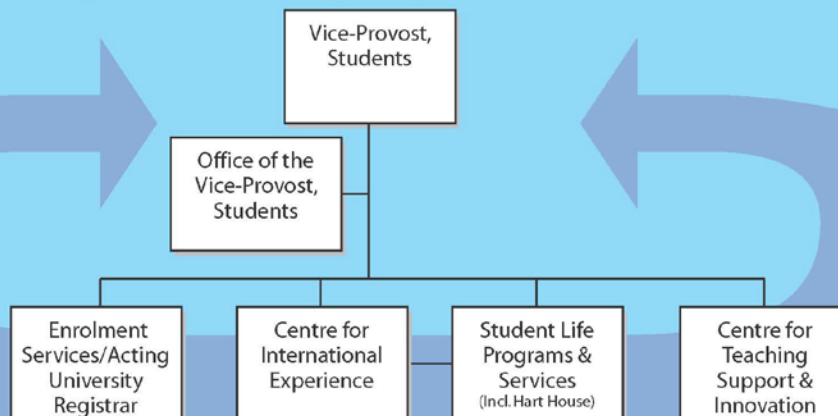 Vice-Provost,
Students
Office of the
Vice-Provost,
Students
Enrolment
Services/Acting
University
Registrar
Centre for
International
Experience
Student Life
Programs &
Services
(Incl. Hart House)
Centre for
Teaching
Support &
Innovation